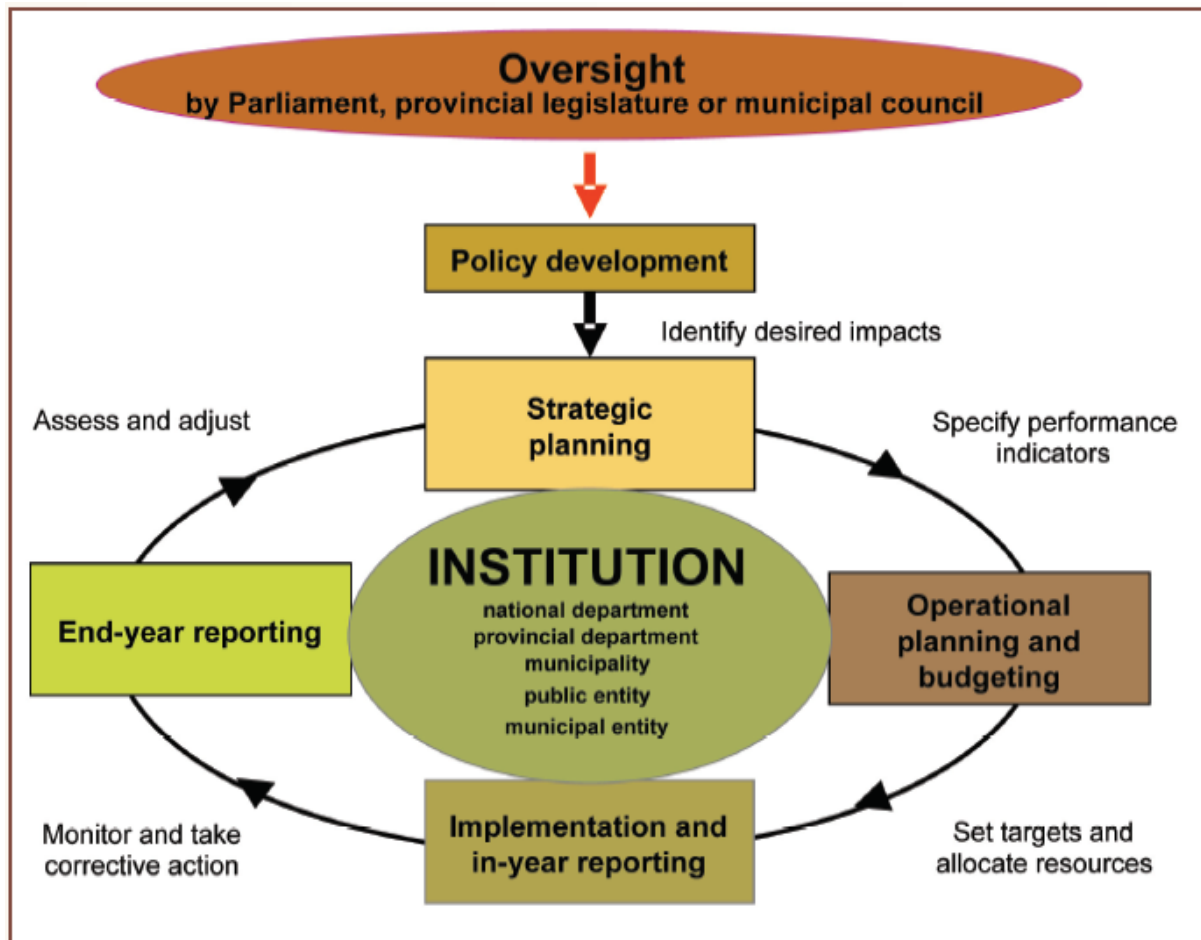 Oversight
by Parliament, provincial legislature or municipal council
Policy development
Identify desired impacts
Strategic
planning
Assess and adjust
Specify performance
indicators
INSTITUTION
national department
provincial department
municipality
public entity
municipal entity
End-year reporting
Operational
planning and
budgeting
Implementation and
in-year reporting
Monitor and take
corrective action
Set targets and
allocate resources